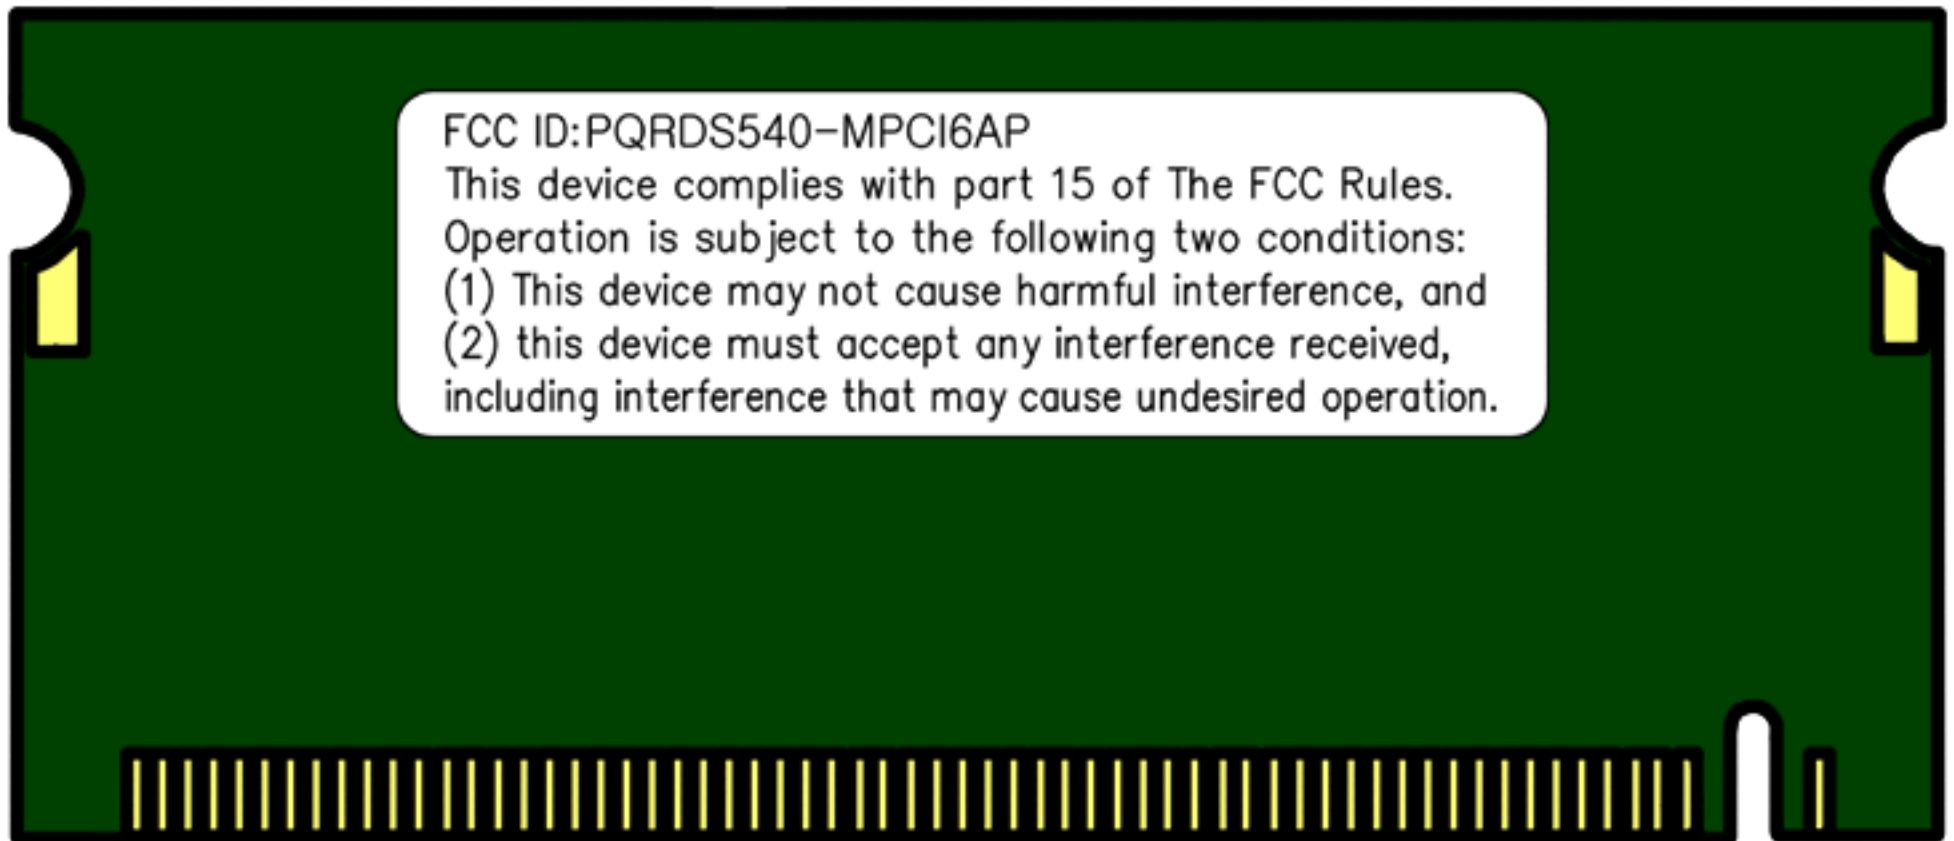 FCC ID:PQRDS540-MPCI6AP
This device complies with part 15 of The FCC Rules.
Operation is subject to the following two conditions:
(1) This device may not cause harmful interference, and
(2) this device must accept any interference received,
including interference that may cause undesired operation.